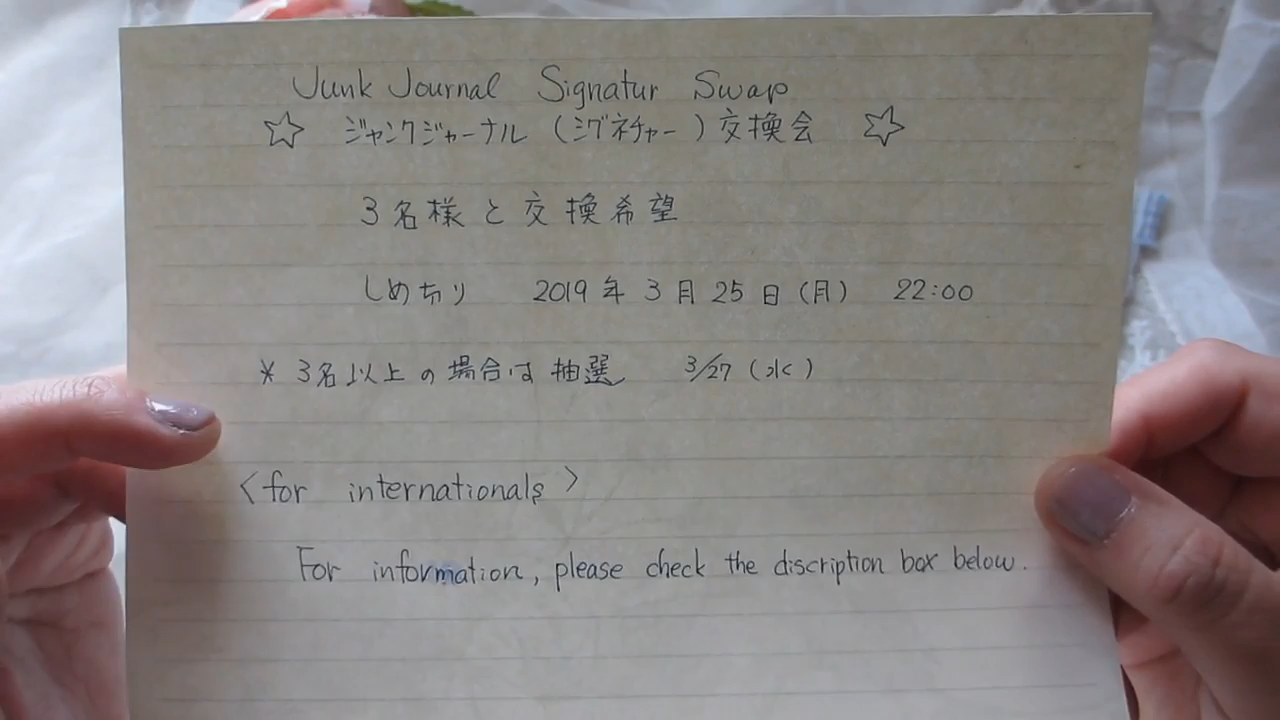 Junk Journal Signatur Swap
☆ ジャンクジャーナル (シグネチャー) 交換会 ☆
3名様と交換希望
しめ切り 2019年3月25日(月) 22:00
* 3名以上の場合は抽選 3/27 (水)
<for internationals>
For information, please check the discription box below.